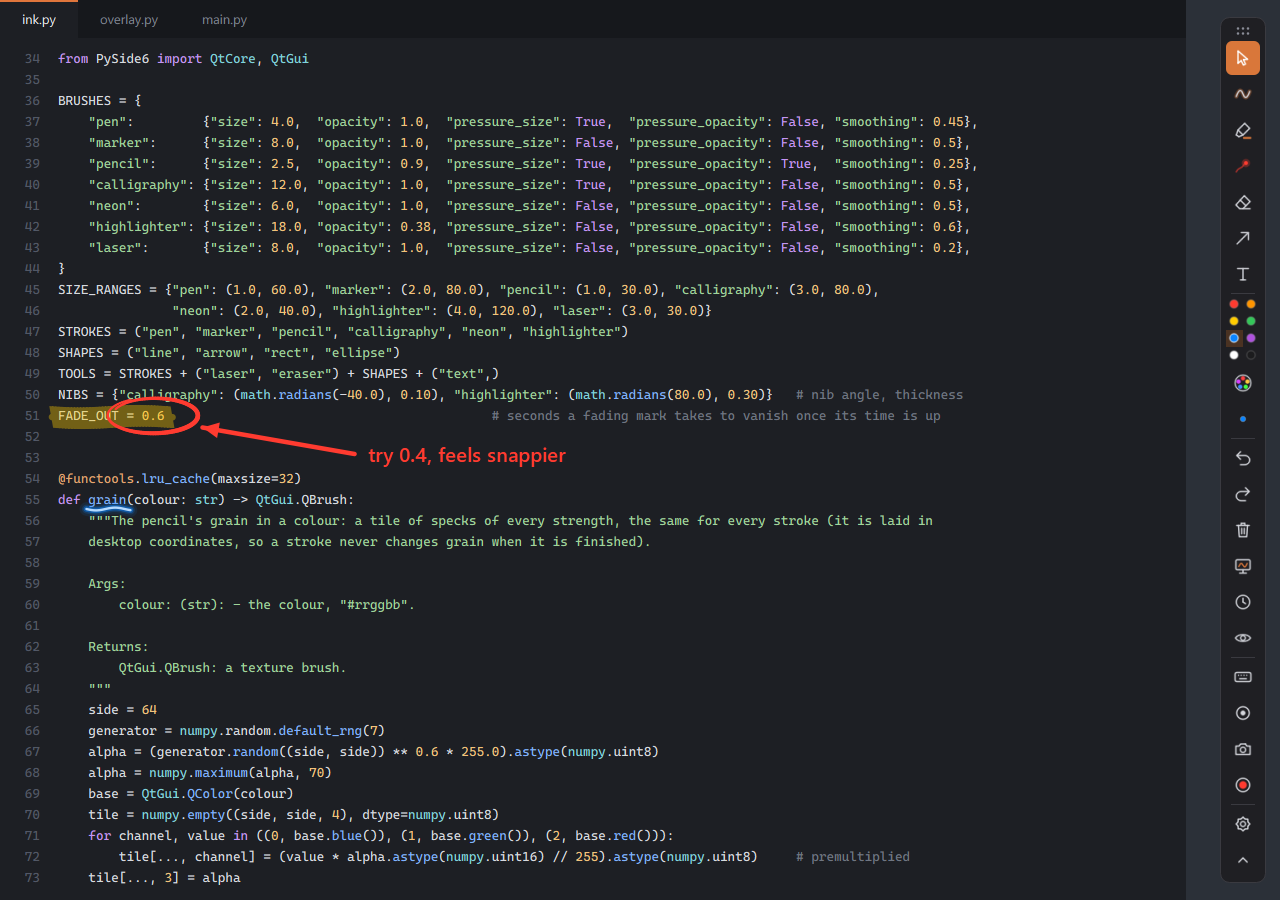 ink.py overlay.py main.py
34 from PySide6 import QtCore, QtGui
35
36 BRUSHES = {
37     "pen":         {"size": 4.0,  "opacity": 1.0,  "pressure_size": True,  "pressure_opacity": False, "smoothing": 0.45},
38     "marker":      {"size": 8.0,  "opacity": 1.0,  "pressure_size": False, "pressure_opacity": False, "smoothing": 0.5},
39     "pencil":      {"size": 2.5,  "opacity": 0.9,  "pressure_size": True,  "pressure_opacity": True,  "smoothing": 0.25},
40     "calligraphy": {"size": 12.0, "opacity": 1.0,  "pressure_size": True,  "pressure_opacity": False, "smoothing": 0.5},
41     "neon":        {"size": 6.0,  "opacity": 1.0,  "pressure_size": False, "pressure_opacity": False, "smoothing": 0.5},
42     "highlighter": {"size": 18.0, "opacity": 0.38, "pressure_size": False, "pressure_opacity": False, "smoothing": 0.6},
43     "laser":       {"size": 8.0,  "opacity": 1.0,  "pressure_size": False, "pressure_opacity": False, "smoothing": 0.2},
44 }
45 SIZE_RANGES = {"pen": (1.0, 60.0), "marker": (2.0, 80.0), "pencil": (1.0, 30.0), "calligraphy": (3.0, 80.0),
46                "neon": (2.0, 40.0), "highlighter": (4.0, 120.0), "laser": (3.0, 30.0)}
47 STROKES = ("pen", "marker", "pencil", "calligraphy", "neon", "highlighter")
48 SHAPES = ("line", "arrow", "rect", "ellipse")
49 TOOLS = STROKES + ("laser", "eraser") + SHAPES + ("text",)
50 NIBS = {"calligraphy": (math.radians(-40.0), 0.10), "highlighter": (math.radians(80.0), 0.30)}   # nib angle, thickness
51 FADE_OUT = 0.6                                           # seconds a fading mark takes to vanish once its time is up
52
53
try 0.4, feels snappier
54 @functools.lru_cache(maxsize=32)
55 def grain(colour: str) -> QtGui.QBrush:
56     """The pencil's grain in a colour: a tile of specks of every strength, the same for every stroke (it is laid in
57     desktop coordinates, so a stroke never changes grain when it is finished).
58
59     Args:
60         colour: (str): - the colour, "#rrggbb".
61
62     Returns:
63         QtGui.QBrush: a texture brush.
64     """
65     side = 64
66     generator = numpy.random.default_rng(7)
67     alpha = (generator.random((side, side)) ** 0.6 * 255.0).astype(numpy.uint8)
68     alpha = numpy.maximum(alpha, 70)
69     base = QtGui.QColor(colour)
70     tile = numpy.empty((side, side, 4), dtype=numpy.uint8)
71     for channel, value in ((0, base.blue()), (1, base.green()), (2, base.red())):
72         tile[..., channel] = (value * alpha.astype(numpy.uint16) // 255).astype(numpy.uint8)     # premultiplied
73     tile[..., 3] = alpha